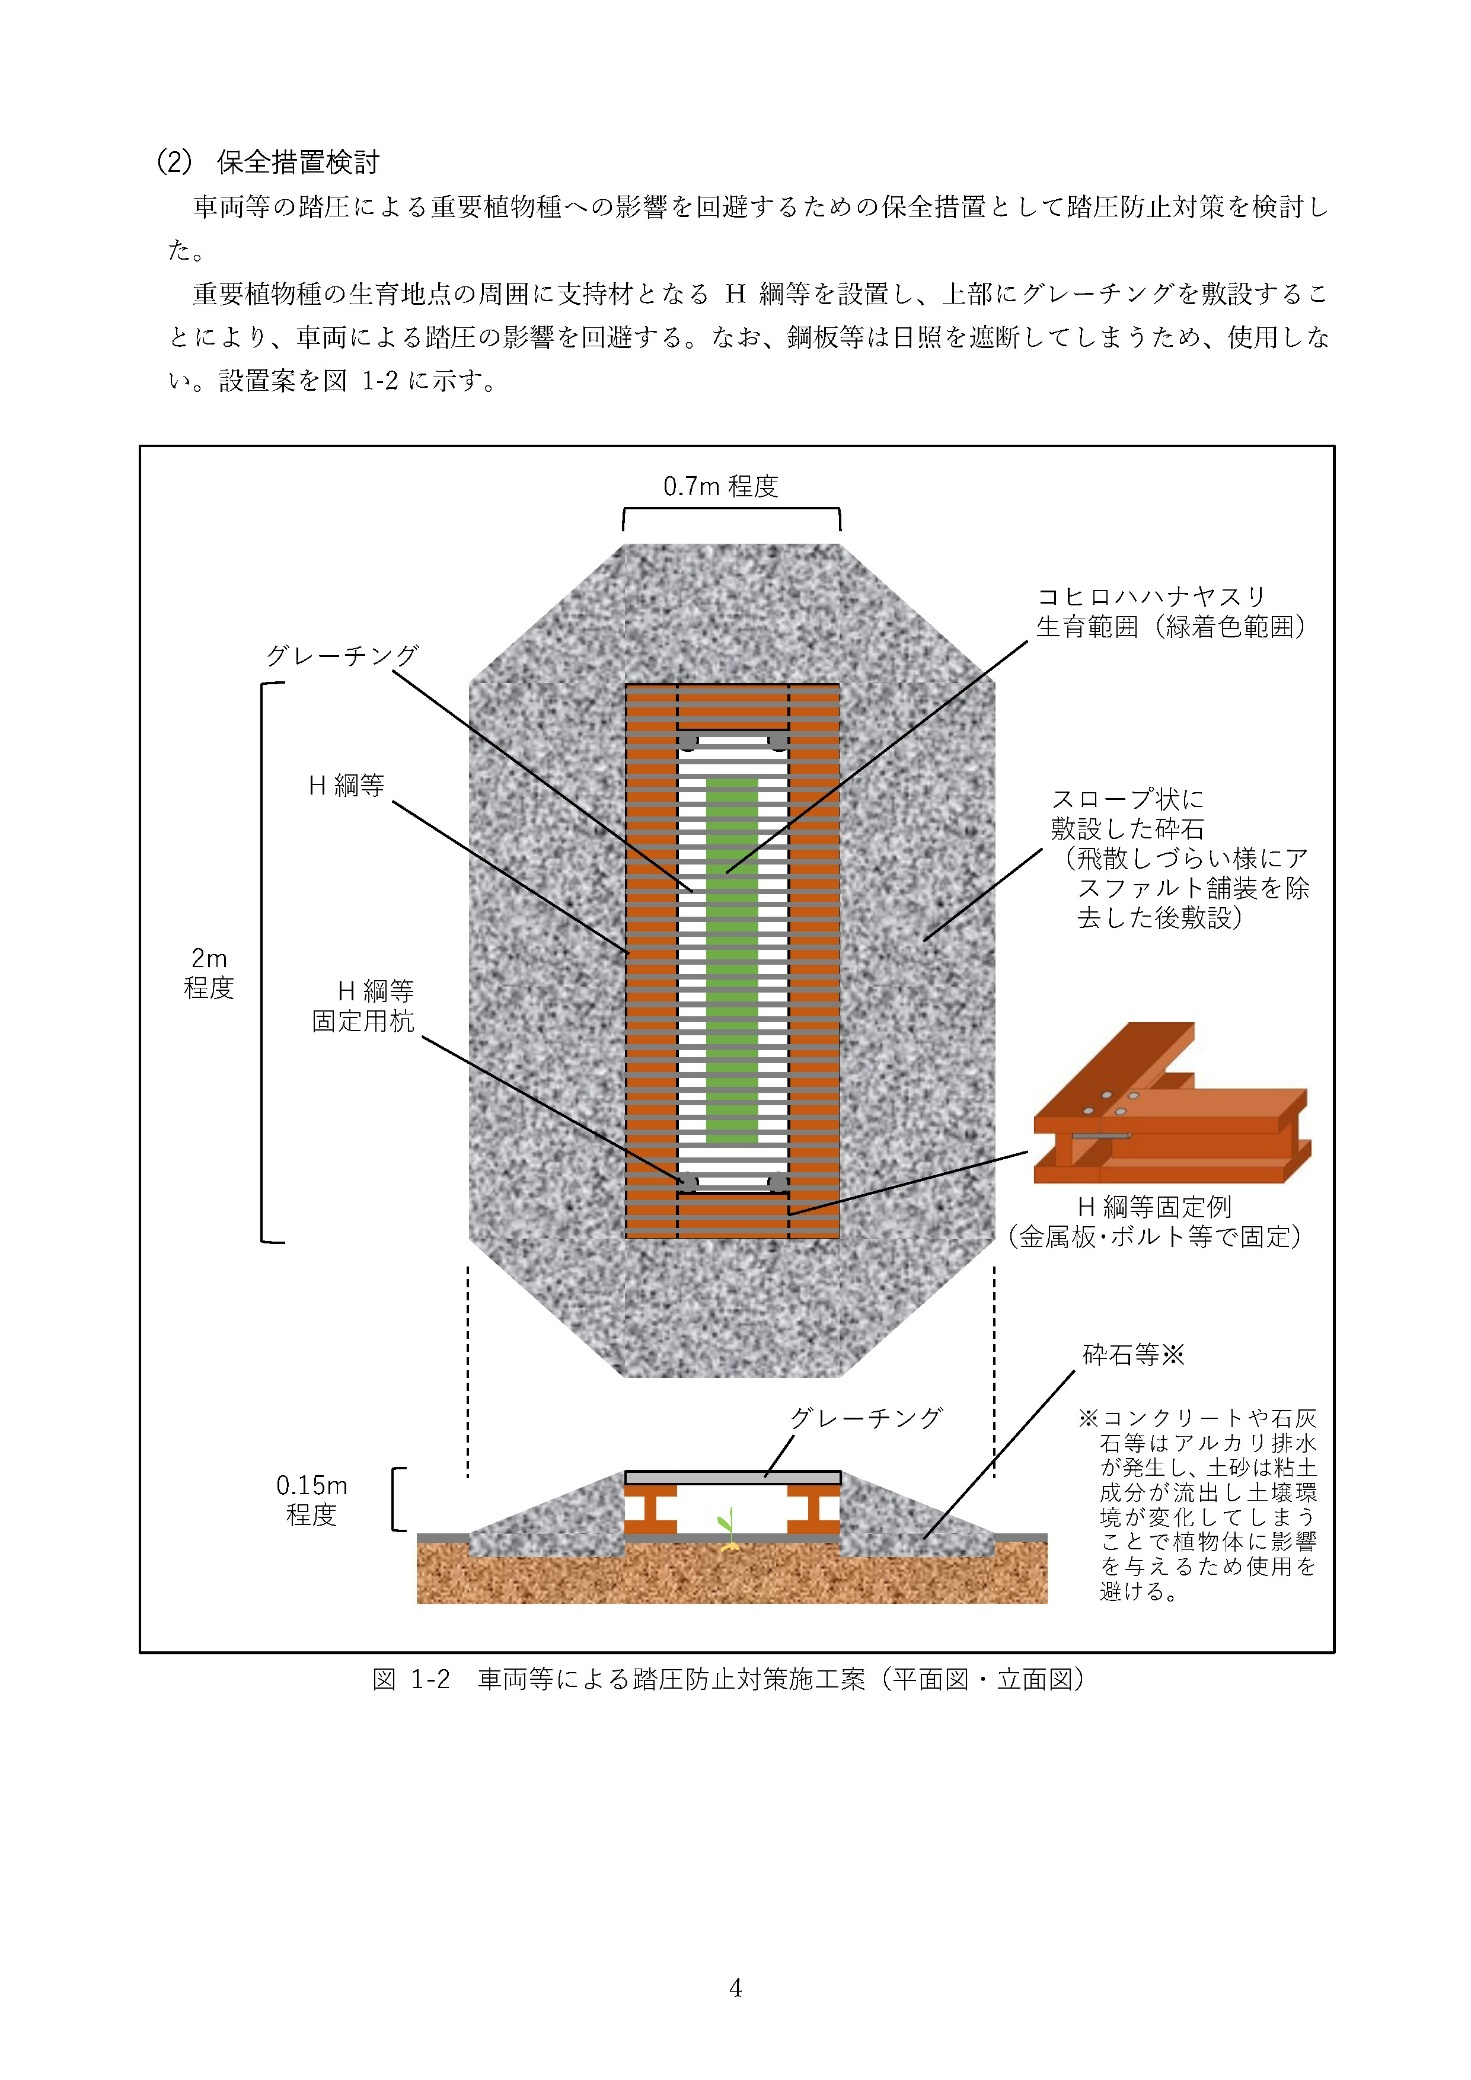 (2) 保全措置検討
車両等の踏圧による重要植物種への影響を回避するための保全措置として踏圧防止対策を検討し
た。
重要植物種の生育地点の周囲に支持材となる H 綱等を設置し、上部にグレーチングを敷設するこ
とにより、車両による踏圧の影響を回避する。なお、鋼板等は日照を遮断してしまうため、使用しな
い。設置案を図 1-2 に示す。
0.7m 程度
コヒロハハナヤスリ
生育範囲（緑着色範囲）
グレーチング
H 綱等
スロープ状に
敷設した砕石
（飛散しづらい様にア
スファルト舗装を除
去した後敷設）
2m
程度
H 綱等
固定用杭
H 綱等固定例
（金属板・ボルト等で固定）
砕石等※
グレーチング
※コンクリートや石灰
石等はアルカリ排水
が発生し、土砂は粘土
成分が流出し土壌環
境が変化してしまう
ことで植物体に影響
を与えるため使用を
避ける。
0.15m
程度
図 1-2 車両等による踏圧防止対策施工案（平面図・立面図）
4